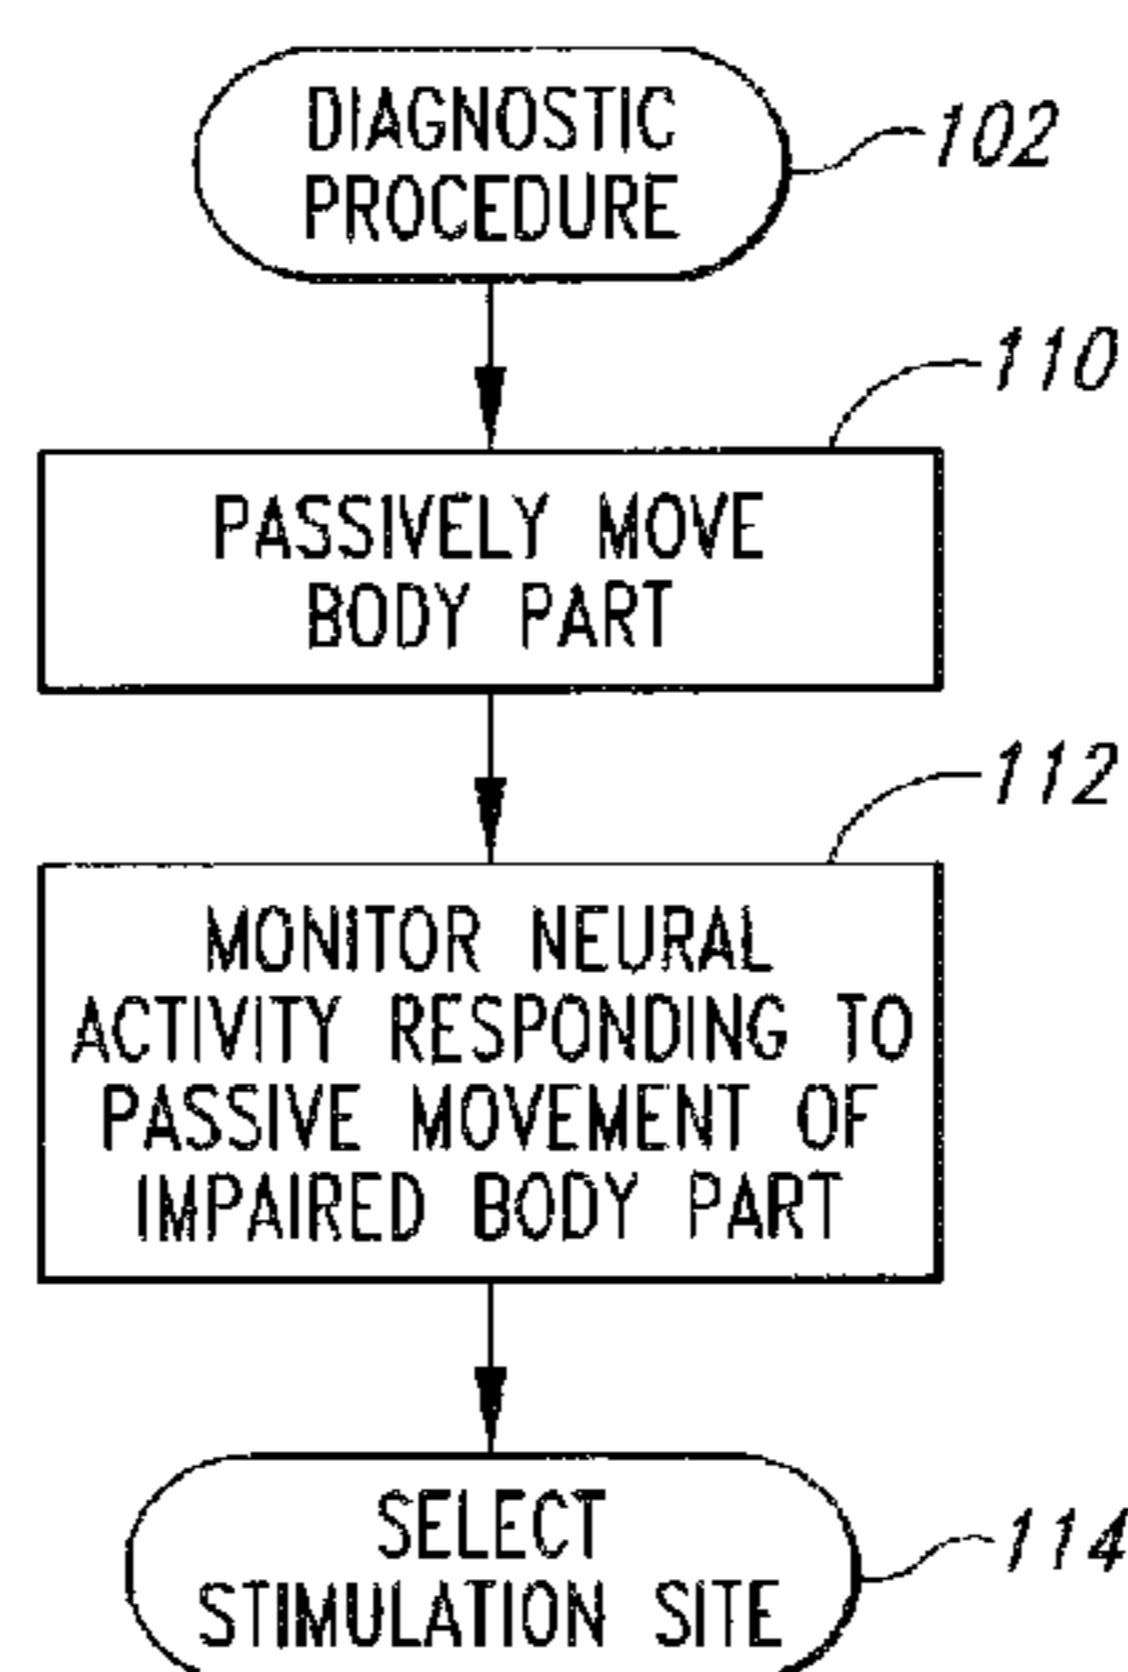 DIAGNOSTIC
PROCEDURE
102
110
PASSIVELY MOVE
BODY PART
112
MONITOR NEURAL
ACTIVITY RESPONDING TO
PASSIVE MOVEMENT OF
IMPAIRED BODY PART
SELECT
STIMULATION SITE
114